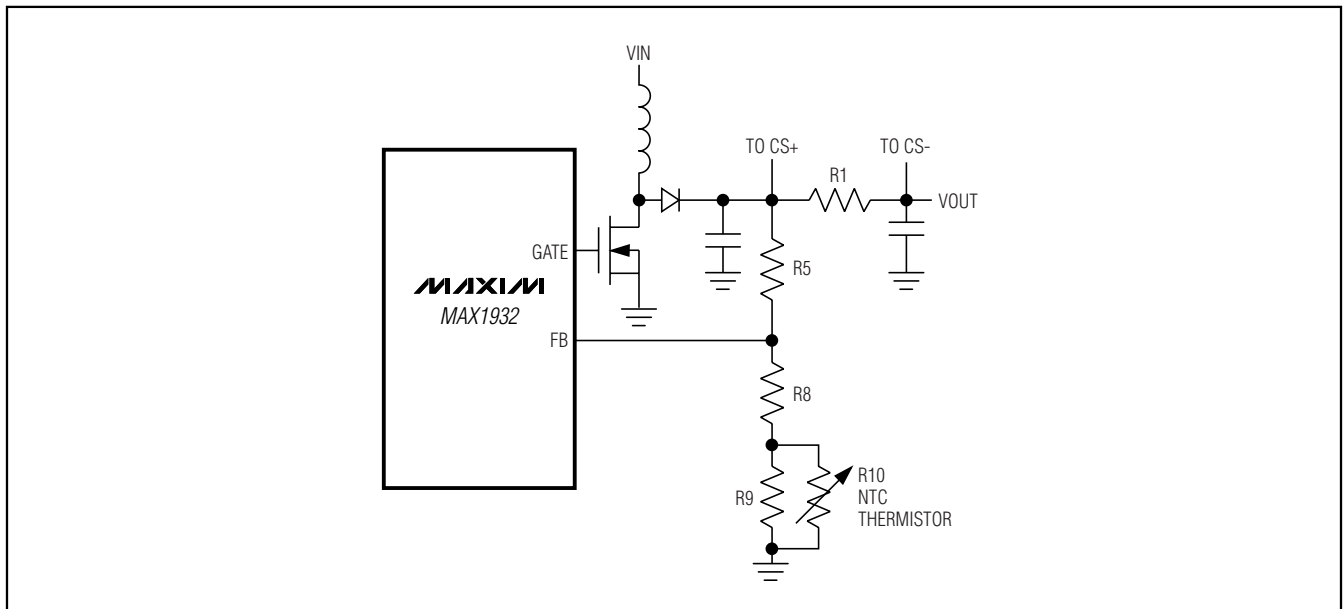 VIN
TO CS+
TO CS-
R1
VOUT
GATE
R5
MAXIM
MAX1932
FB
R8
R9
R10
NTC
THERMISTOR